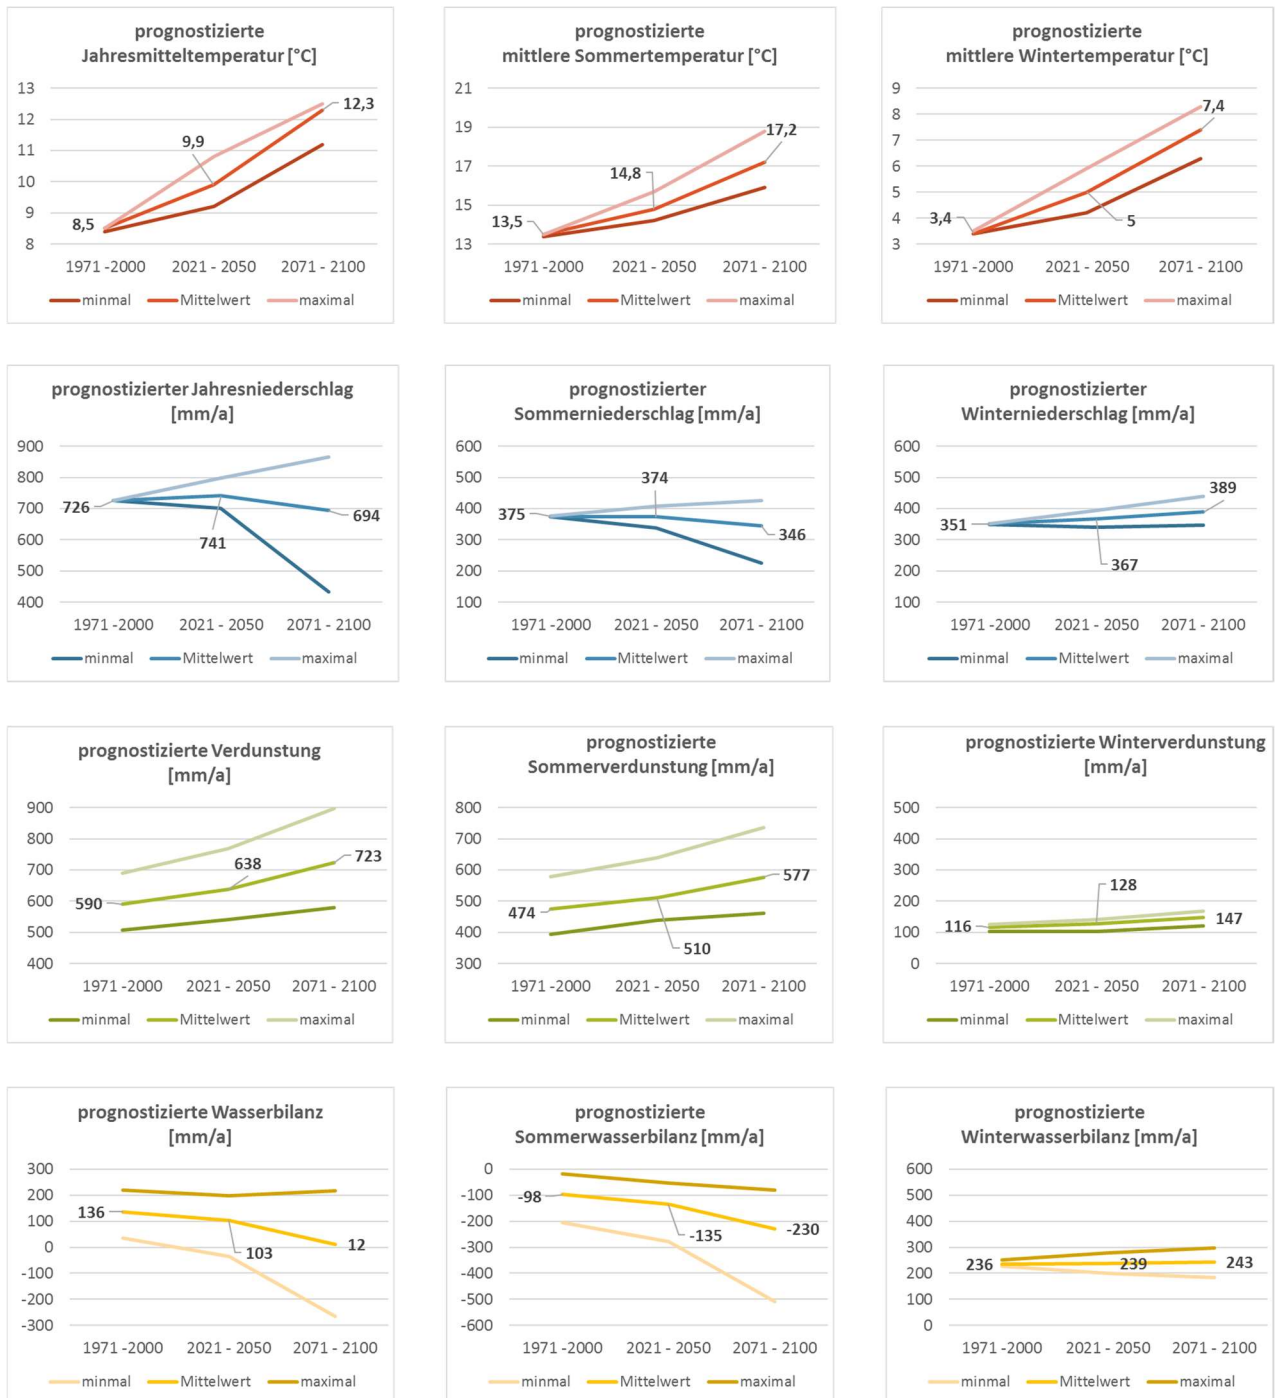 prognostizierte
Jahresmitteltemperatur [°C]
13
12
11
10
9
8
8,5
9,9
12,3
1971 -2000 2021 - 2050 2071 - 2100
minmal Mittelwert maximal
prognostizierte
mittlere Sommertemperatur [°C]
21
19
17
15
13
13,5
14,8
17,2
1971 -2000 2021 - 2050 2071 - 2100
minmal Mittelwert maximal
prognostizierte
mittlere Wintertemperatur [°C]
9
8
7
6
5
4
3
3,4
5
7,4
1971 -2000 2021 - 2050 2071 - 2100
minmal Mittelwert maximal
prognostizierter Jahresniederschlag
[mm/a]
900
800
700
600
500
400
726
741
694
1971 -2000 2021 - 2050 2071 - 2100
minmal Mittelwert maximal
prognostizierter
Sommerniederschlag [mm/a]
600
500
400
300
200
100
375
374
346
1971 -2000 2021 - 2050 2071 - 2100
minmal Mittelwert maximal
prognostizierter
Winterniederschlag [mm/a]
600
500
400
300
200
100
351
367
389
1971 -2000 2021 - 2050 2071 - 2100
minmal Mittelwert maximal
prognostizierte Verdunstung
[mm/a]
900
800
700
600
500
400
590
638
723
1971 -2000 2021 - 2050 2071 - 2100
minmal Mittelwert maximal
prognostizierte
Sommerverdunstung [mm/a]
800
700
600
500
400
300
474
510
577
1971 -2000 2021 - 2050 2071 - 2100
minmal Mittelwert maximal
prognostizierte Winterverdunstung
[mm/a]
500
400
300
200
100
0
116
128
147
1971 -2000 2021 - 2050 2071 - 2100
minmal Mittelwert maximal
prognostizierte Wasserbilanz
[mm/a]
300
200
100
0
-100
-200
-300
136
103
12
1971 -2000 2021 - 2050 2071 - 2100
minmal Mittelwert maximal
prognostizierte
Sommerwasserbilanz [mm/a]
0
-100
-200
-300
-400
-500
-600
-98
-135
-230
1971 -2000 2021 - 2050 2071 - 2100
minmal Mittelwert maximal
prognostizierte
Winterwasserbilanz [mm/a]
600
500
400
300
200
100
0
236
239
243
1971 -2000 2021 - 2050 2071 - 2100
minmal Mittelwert maximal